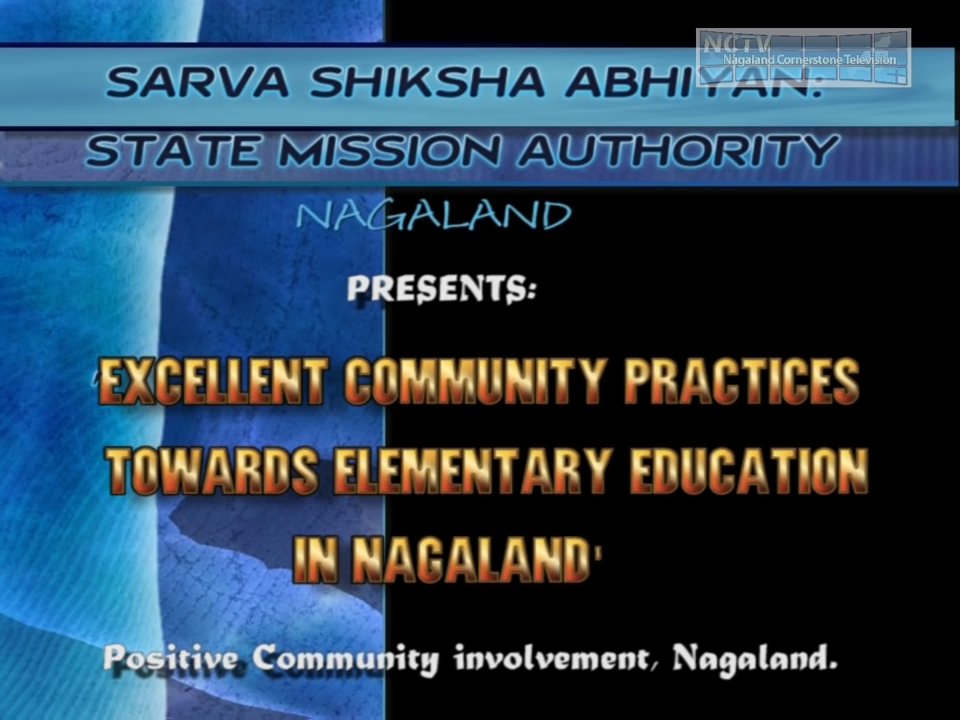 NCTV
Nagaland Cornerstone Television
SARVA SHIKSHA ABHIYAN:
STATE MISSION AUTHORITY
NAGALAND
PRESENTS:
'EXCELLENT COMMUNITY PRACTICES
TOWARDS ELEMENTARY EDUCATION
IN NAGALAND'
Positive Community involvement, Nagaland.